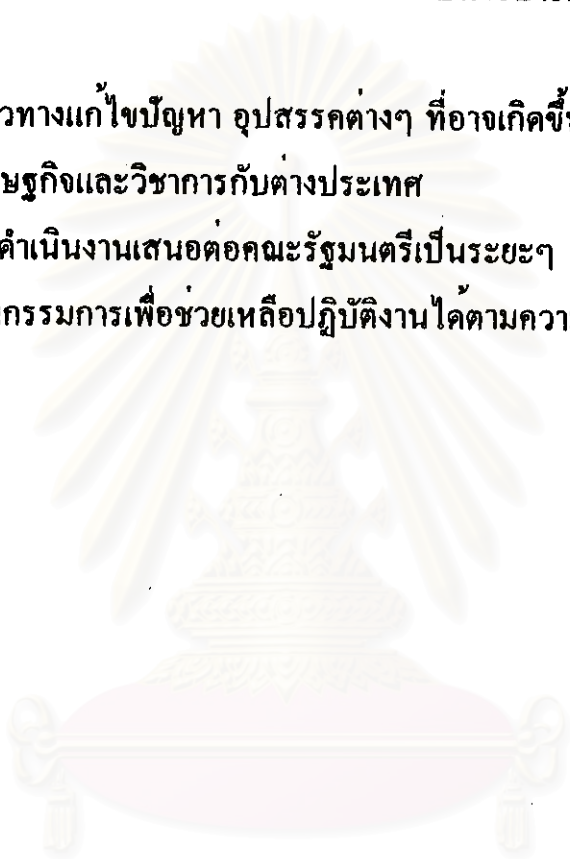 วทางแก้ไขปัญหา อุปสรรคต่างๆ ที่อาจเกิดขึ้น
ษฐกิจและวิชาการกับต่างประเทศ
ดำเนินงานเสนอต่อคณะรัฐมนตรีเป็นระยะๆ
กรรมการเพื่อช่วยเหลือปฏิบัติงานได้ตามควา